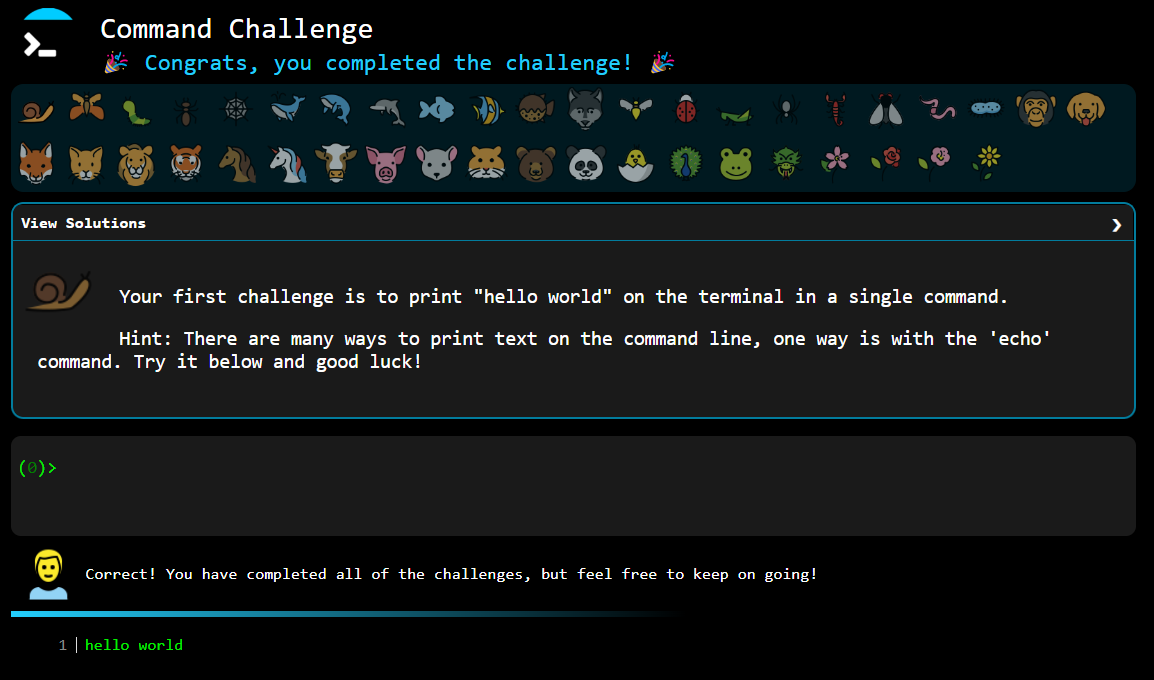 Command Challenge
🎉 Congrats, you completed the challenge! 🎉
View Solutions ❯
Your first challenge is to print "hello world" on the terminal in a single command.
Hint: There are many ways to print text on the command line, one way is with the 'echo'
command. Try it below and good luck!
(0)>
Correct! You have completed all of the challenges, but feel free to keep on going!
1 hello world